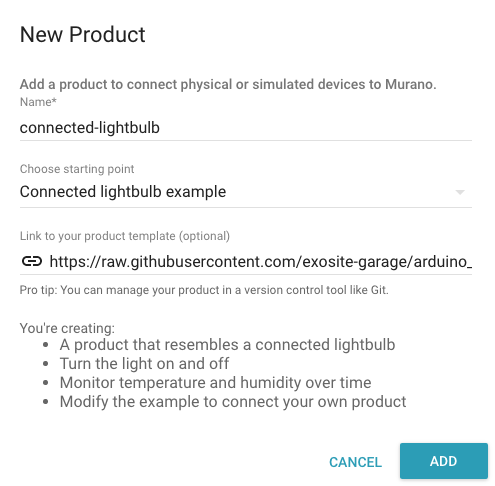 New Product
Add a product to connect physical or simulated devices to Murano.
Name*
connected-lightbulb
Choose starting point
Connected lightbulb example
Link to your product template (optional)
https://raw.githubusercontent.com/exosite-garage/arduino_
Pro tip: You can manage your product in a version control tool like Git.
You're creating:
• A product that resembles a connected lightbulb
• Turn the light on and off
• Monitor temperature and humidity over time
• Modify the example to connect your own product
CANCEL ADD